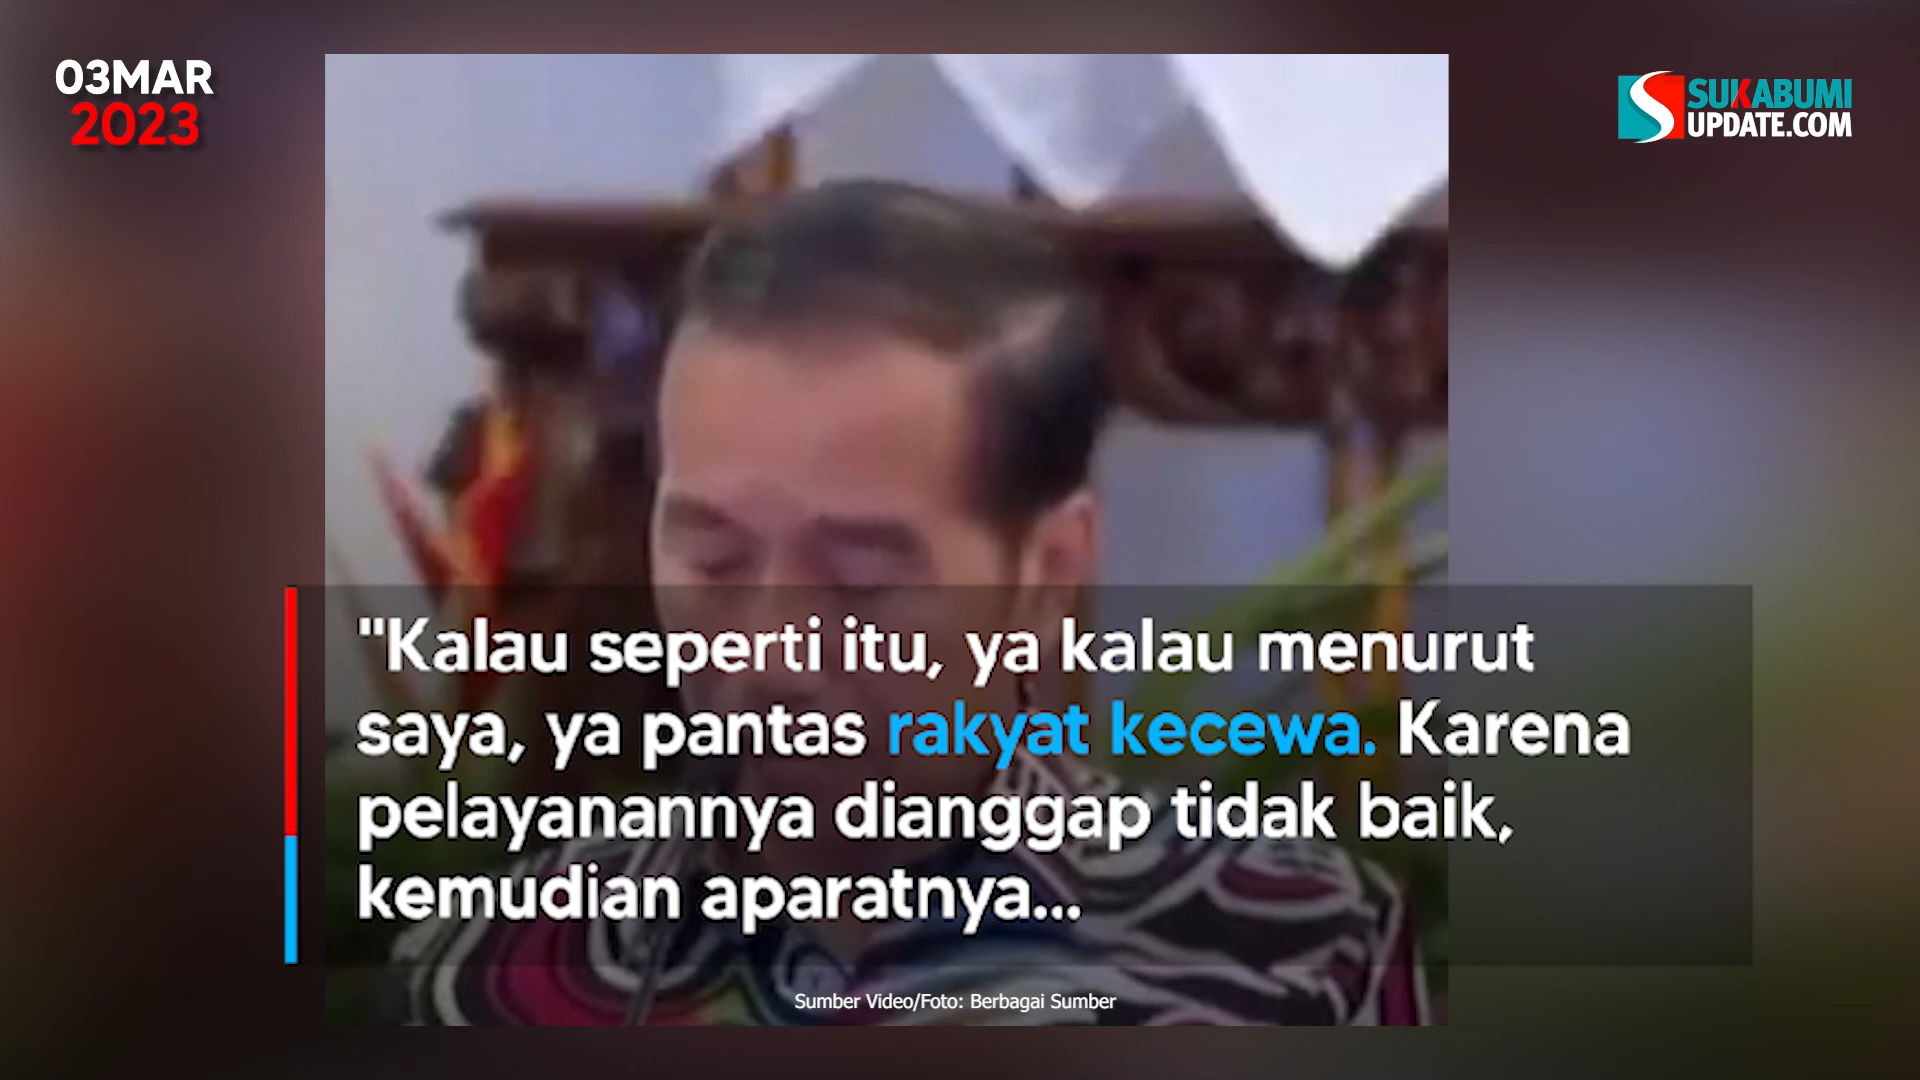 03MAR
2023
SUKABUMI
UPDATE.COM
"Kalau seperti itu, ya kalau menurut
saya, ya pantas rakyat kecewa. Karena
pelayanannya dianggap tidak baik,
kemudian aparatnya...
Sumber Video/Foto: Berbagai Sumber